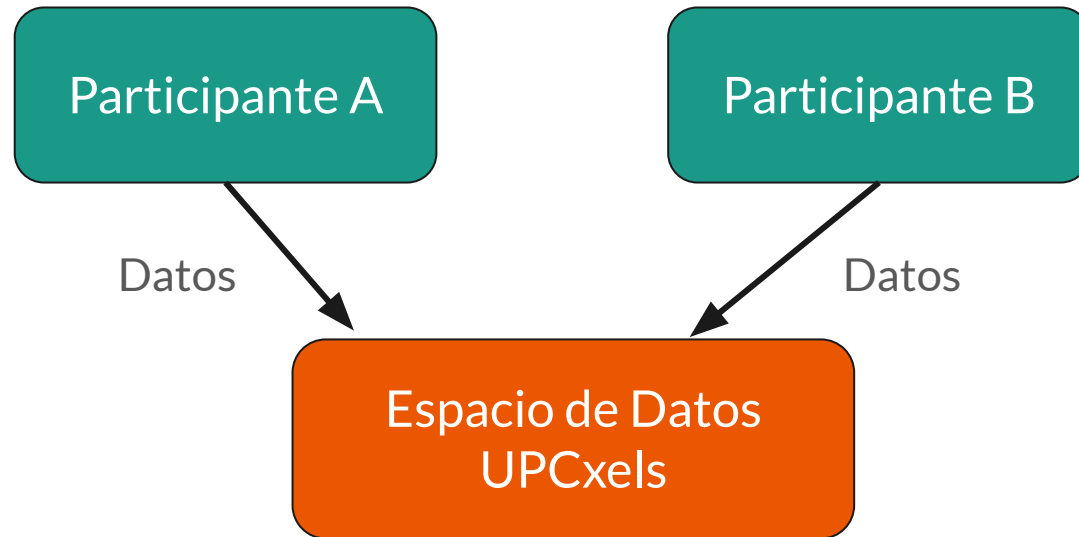 Participante A
Participante B
Datos
Datos
Espacio de Datos
UPCxels